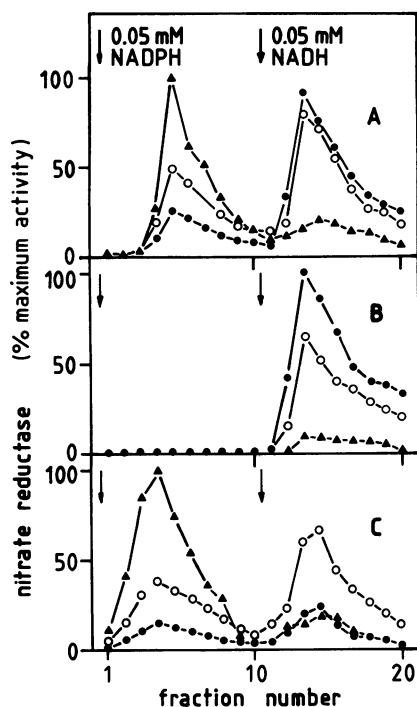 0.05 mM
NADPH
0.05 mM
NADH
100
50
0
A
100
50
0
B
100
50
0
C
1
10
20
fraction number
nitrate reductase (% maximum activity)